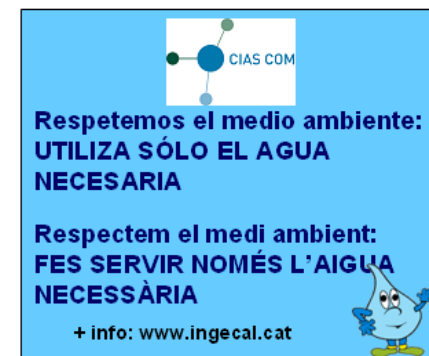 CIAS COM
Respetemos el medio ambiente:
UTILIZA SÓLO EL AGUA
NECESARIA
Respectem el medi ambient:
FES SERVIR NOMÉS L'AIGUA
NECESSÀRIA
+ info: www.ingecal.cat